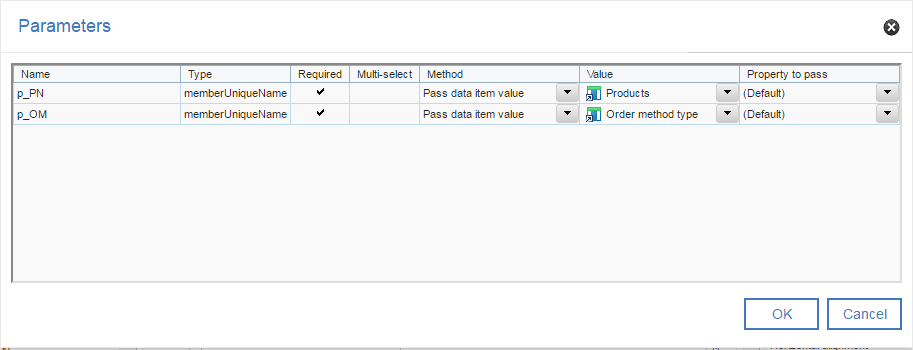 Parameters
Name Type Required Multi-select Method Value Property to pass
p_PN memberUniqueName Pass data item value Products (Default)
p_OM memberUniqueName Pass data item value Order method type (Default)
OK Cancel